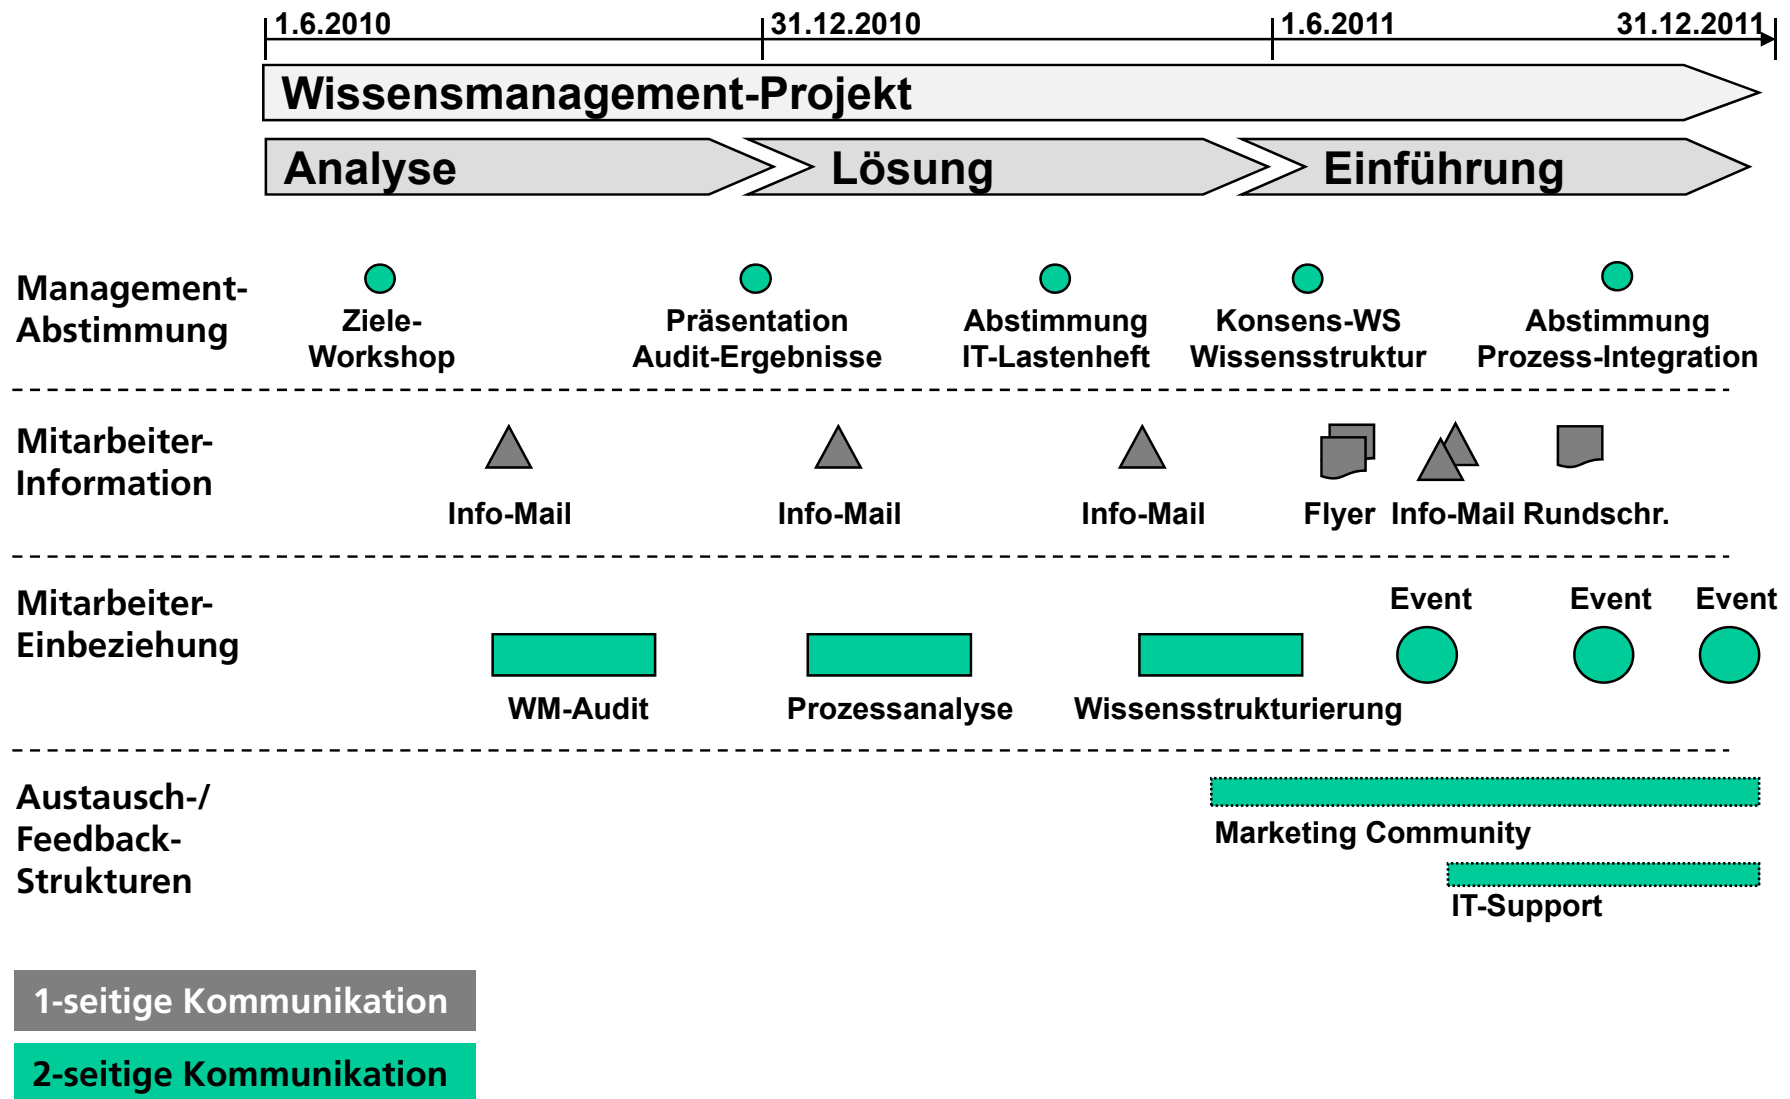 1.6.2010 31.12.2010 1.6.2011 31.12.2011
Wissensmanagement-Projekt
Analyse Lösung Einführung
Management-
Abstimmung
Ziele-
Workshop
Präsentation
Audit-Ergebnisse
Abstimmung
IT-Lastenheft
Konsens-WS
Wissensstruktur
Abstimmung
Prozess-Integration
Mitarbeiter-
Information
Info-Mail Info-Mail Info-Mail Flyer Info-Mail Rundschr.
Mitarbeiter-
Einbeziehung
Event Event Event
WM-Audit Prozessanalyse Wissensstrukturierung
Austausch-/
Feedback-
Strukturen
Marketing Community
IT-Support
1-seitige Kommunikation
2-seitige Kommunikation